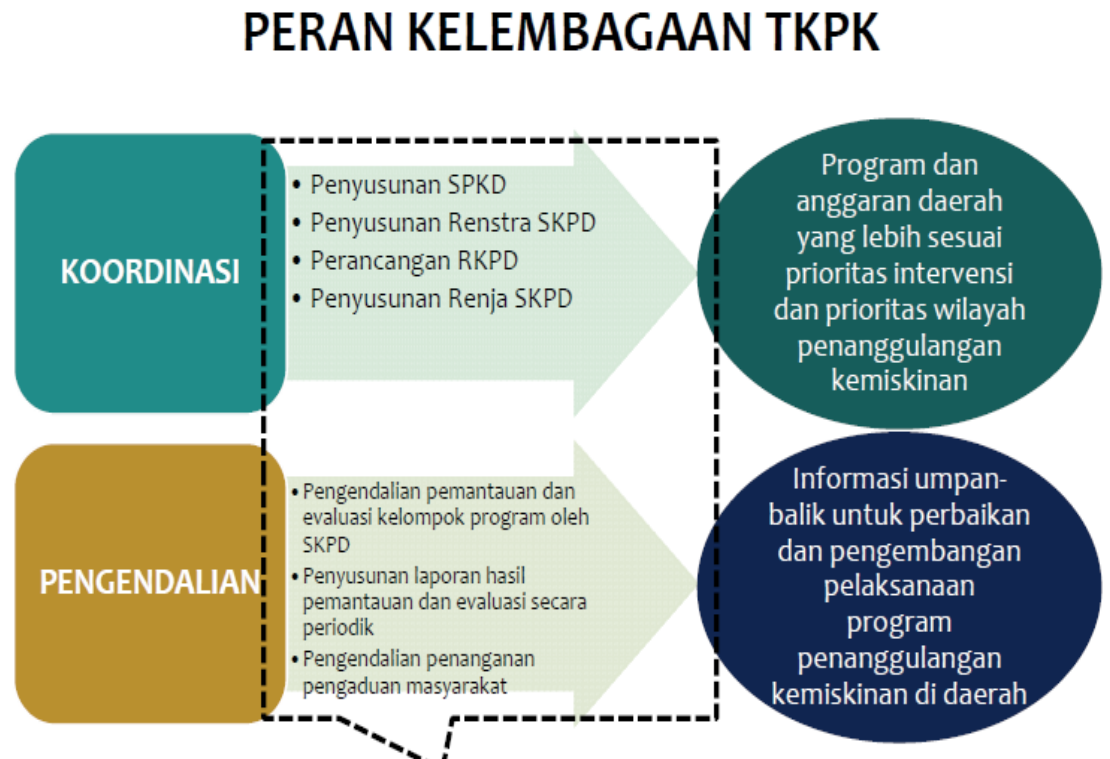 PERAN KELEMBAGAAN TKPK
KOORDINASI
• Penyusunan SPKD
• Penyusunan Renstra SKPD
• Perancangan RKPD
• Penyusunan Renja SKPD
Program dan
anggaran daerah
yang lebih sesuai
prioritas intervensi
dan prioritas wilayah
penanggulangan
kemiskinan
PENGENDALIAN
• Pengendalian pemantauan dan
evaluasi kelompok program oleh
SKPD
• Penyusunan laporan hasil
pemantauan dan evaluasi secara
periodik
• Pengendalian penanganan
pengaduan masyarakat
Informasi umpan-
balik untuk perbaikan
dan pengembangan
pelaksanaan
program
penanggulangan
kemiskinan di daerah